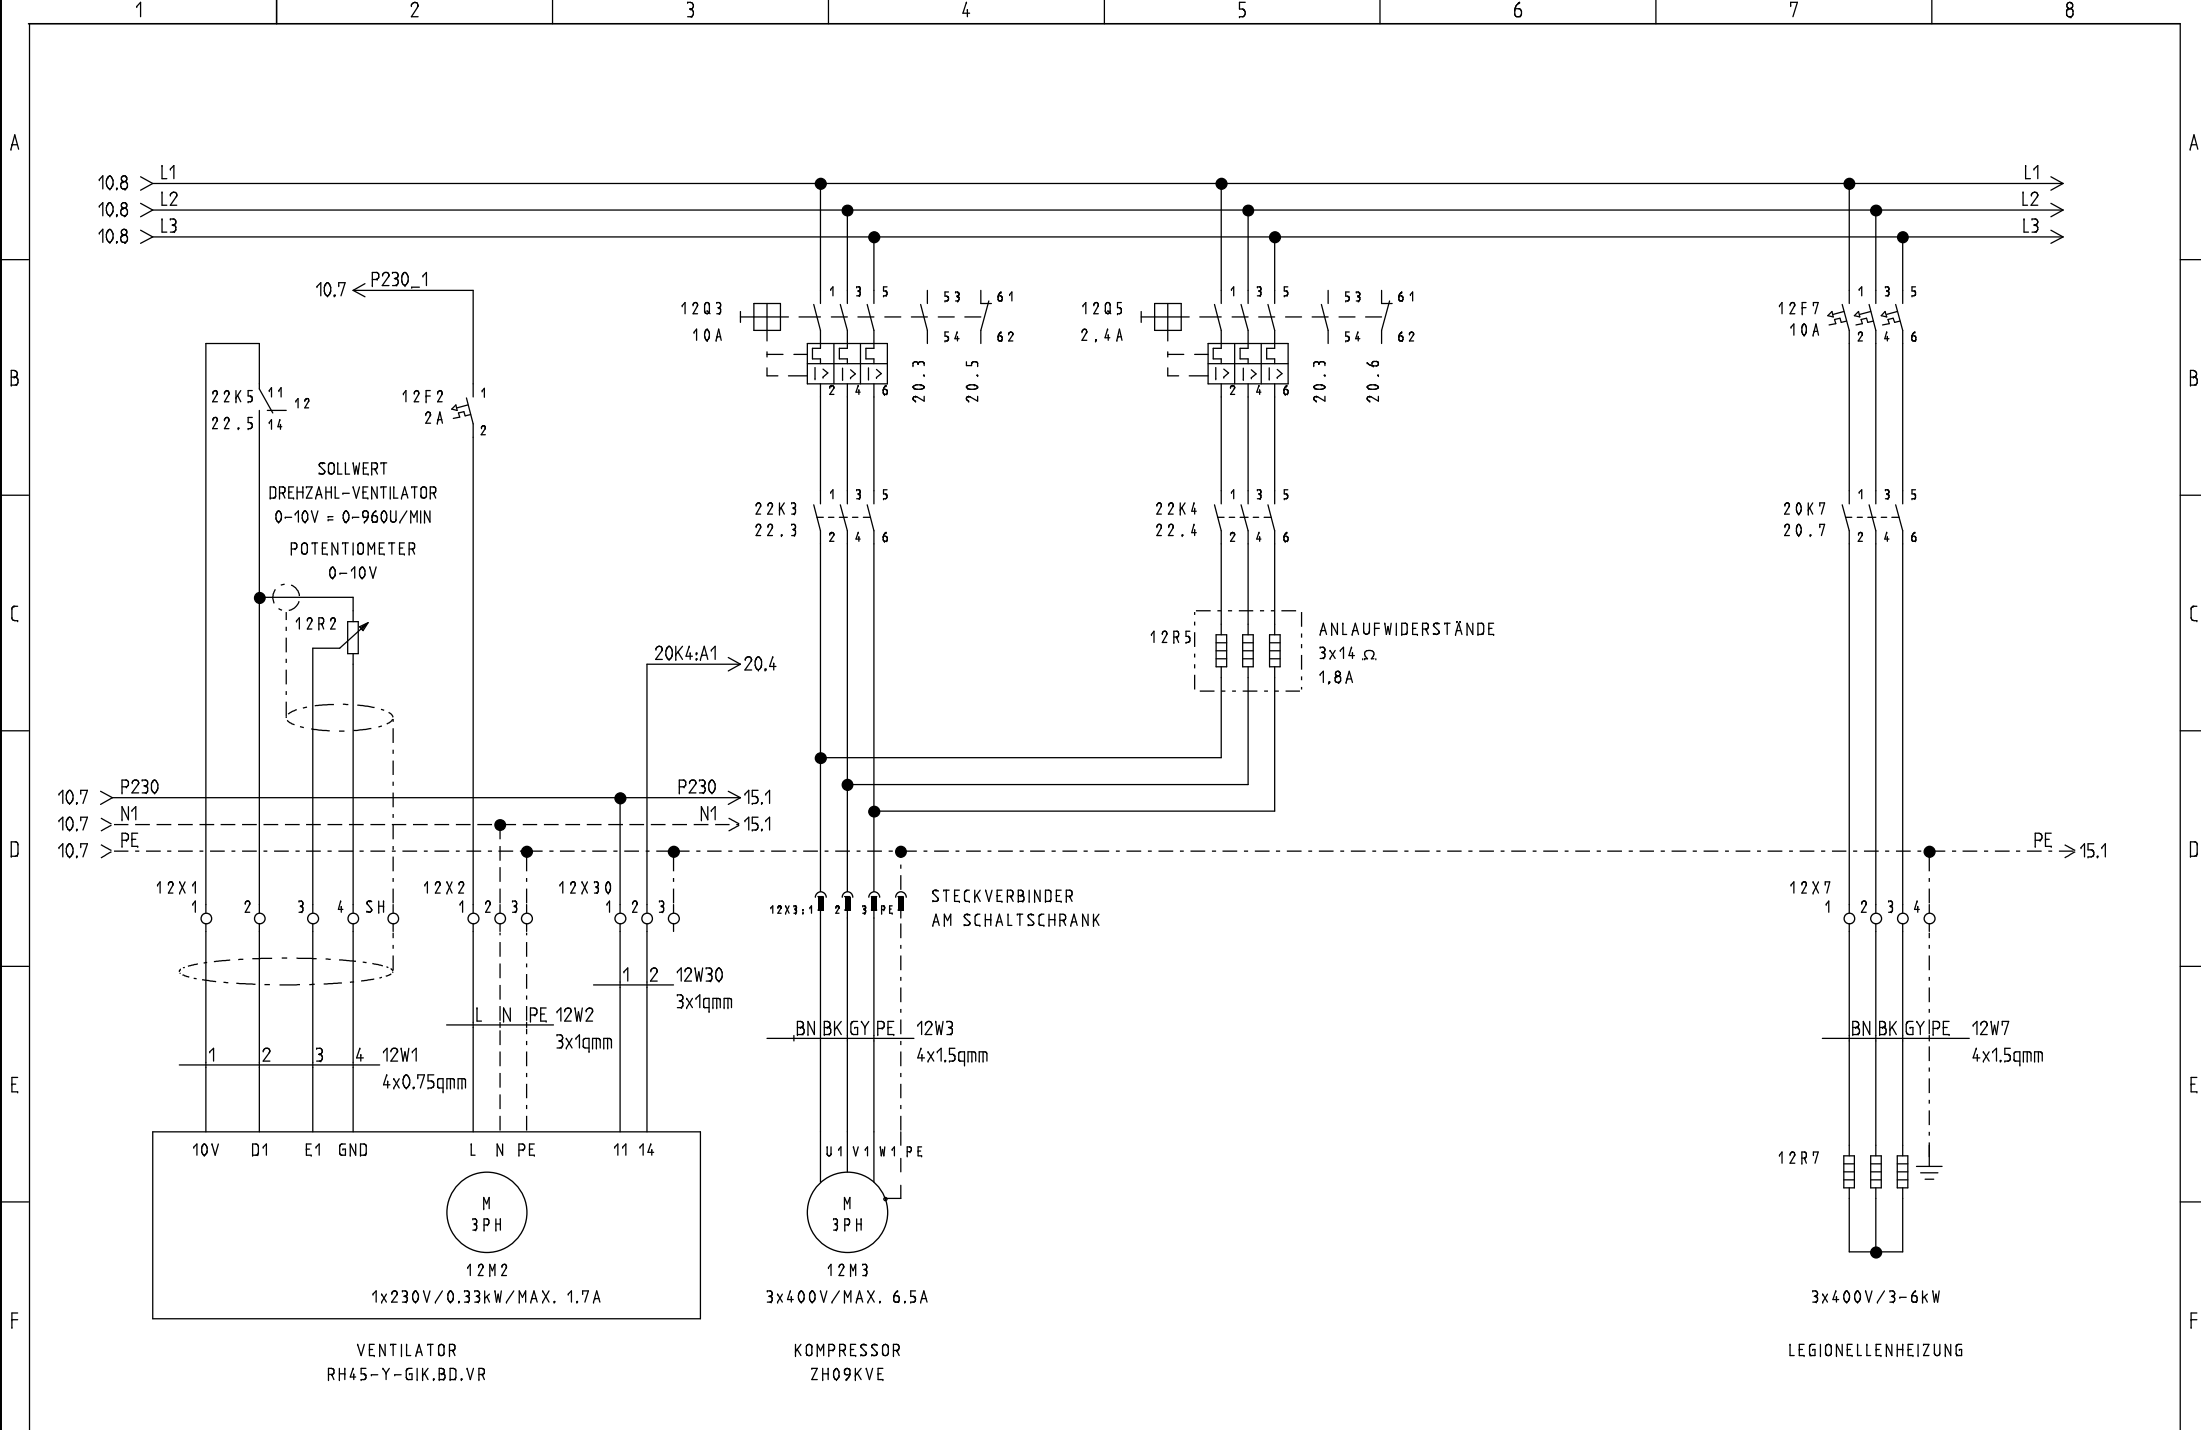 1 2 3 4 5 6 7 8
A A
10.8 L1 L1
10.8 L2 L2
10.8 L3 L3
10.7 P230_1
12Q3 1 3 5 53 61
10A 54 62
2 4 6 20.3 20.5
12Q5 1 3 5 53 61
2,4A 54 62
2 4 6 20.3 20.6
12F7 1 3 5
10A 2 4 6
B B
22K5 11 12
22.5 14
12F2 1
2A 2
SOLLWERT
DREHZAHL-VENTILATOR
0-10V = 0-960U/MIN
POTENTIOMETER
0-10V
22K3 1 3 5
22.3 2 4 6
22K4 1 3 5
22.4 2 4 6
20K7 1 3 5
20.7 2 4 6
C C
12R2
20K4:A1 20.4
12R5
ANLAUFWIDERSTÄNDE
3x14 Ω
1,8A
10.7 P230 P230 15.1
10.7 N1 N1 15.1
10.7 PE PE 15.1
D D
12X1 1 2 3 4 SH
12X2 1 2 3
12X30 1 2 3
12X3:1 2 3 PE
STECKVERBINDER
AM SCHALTSCHRANK
12X7
1 2 3 4
1 2 12W30
3x1qmm
L N PE 12W2
3x1qmm
1 2 3 4 12W1
4x0.75qmm
BN BK GY PE 12W3
4x1.5qmm
BN BK GY PE 12W7
4x1.5qmm
E E
10V D1 E1 GND L N PE 11 14
U1 V1 W1 PE
12R7
M
3PH
12M2
1x230V/0.33kW/MAX. 1.7A
M
3PH
12M3
3x400V/MAX. 6.5A
3x400V/3-6kW
F F
VENTILATOR
RH45-Y-GIK.BD.VR
KOMPRESSOR
ZH09KVE
LEGIONELLENHEIZUNG